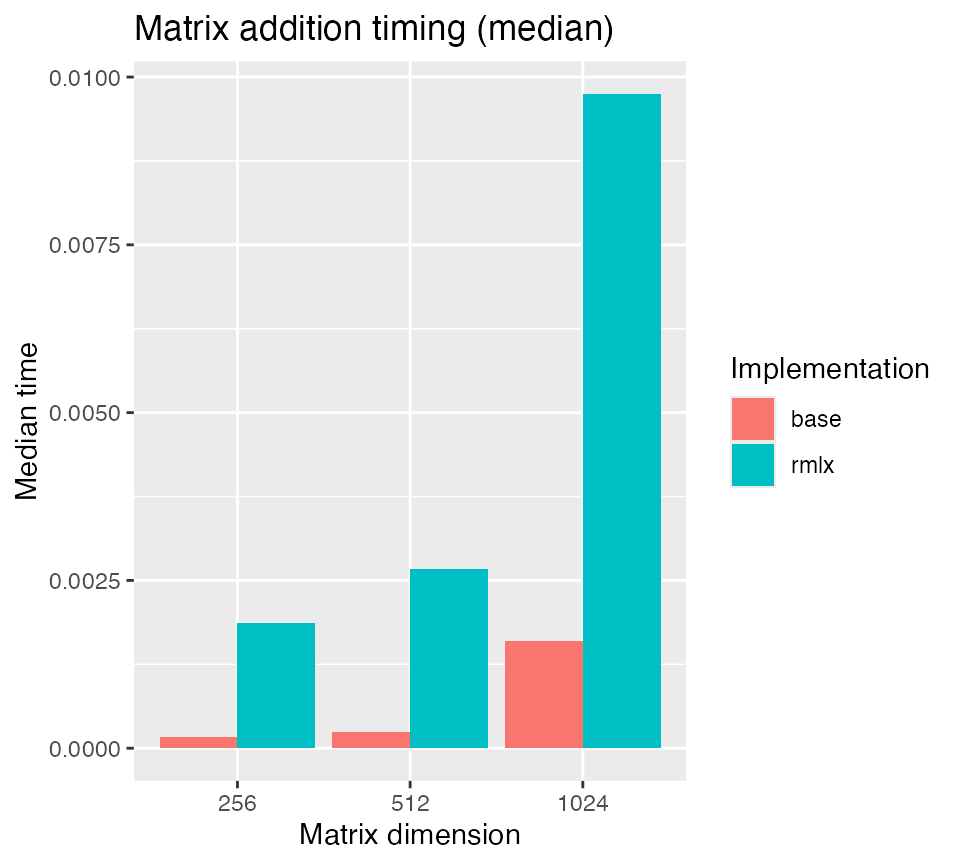 Matrix addition timing (median)
0.0100
0.0075
0.0050
0.0025
0.0000
Median time
256 512 1024
Matrix dimension
Implementation
base
rmlx